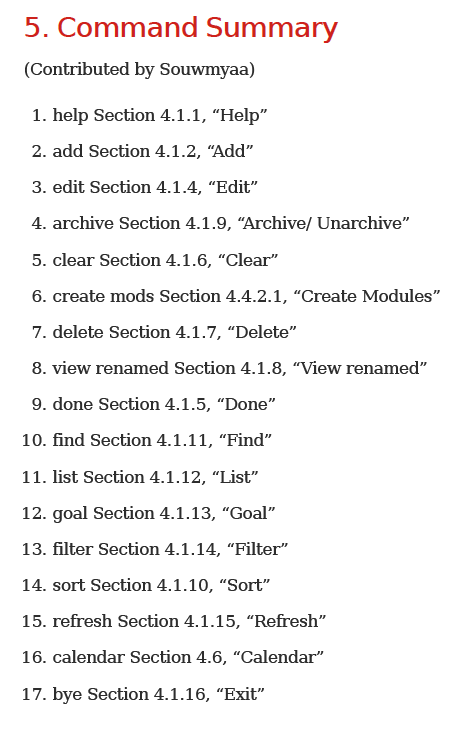 5. Command Summary
(Contributed by Souwmyaa)
1. help Section 4.1.1, “Help”
2. add Section 4.1.2, “Add”
3. edit Section 4.1.4, “Edit”
4. archive Section 4.1.9, “Archive/ Unarchive”
5. clear Section 4.1.6, “Clear”
6. create mods Section 4.4.2.1, “Create Modules”
7. delete Section 4.1.7, “Delete”
8. view renamed Section 4.1.8, “View renamed”
9. done Section 4.1.5, “Done”
10. find Section 4.1.11, “Find”
11. list Section 4.1.12, “List”
12. goal Section 4.1.13, “Goal”
13. filter Section 4.1.14, “Filter”
14. sort Section 4.1.10, “Sort”
15. refresh Section 4.1.15, “Refresh”
16. calendar Section 4.6, “Calendar”
17. bye Section 4.1.16, “Exit”